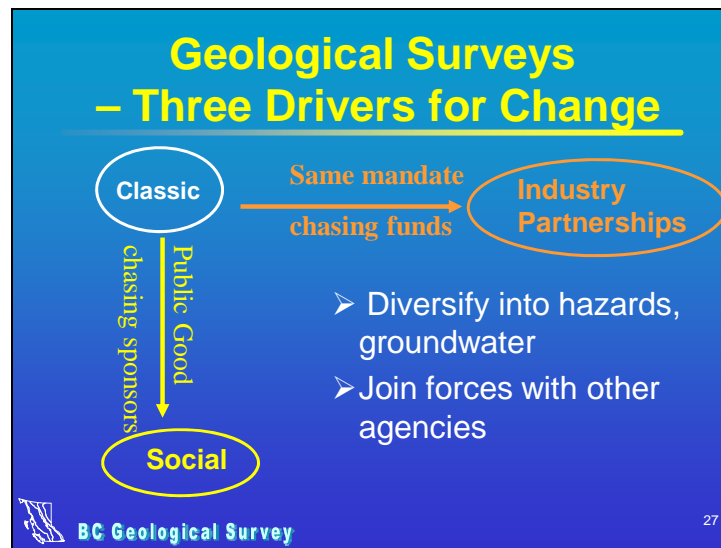 Geological Surveys
– Three Drivers for Change
Classic
Same mandate
chasing funds
Industry
Partnerships
Public Good
chasing sponsors
➢ Diversify into hazards,
groundwater
➢ Join forces with other
agencies
Social
BC Geological Survey
27